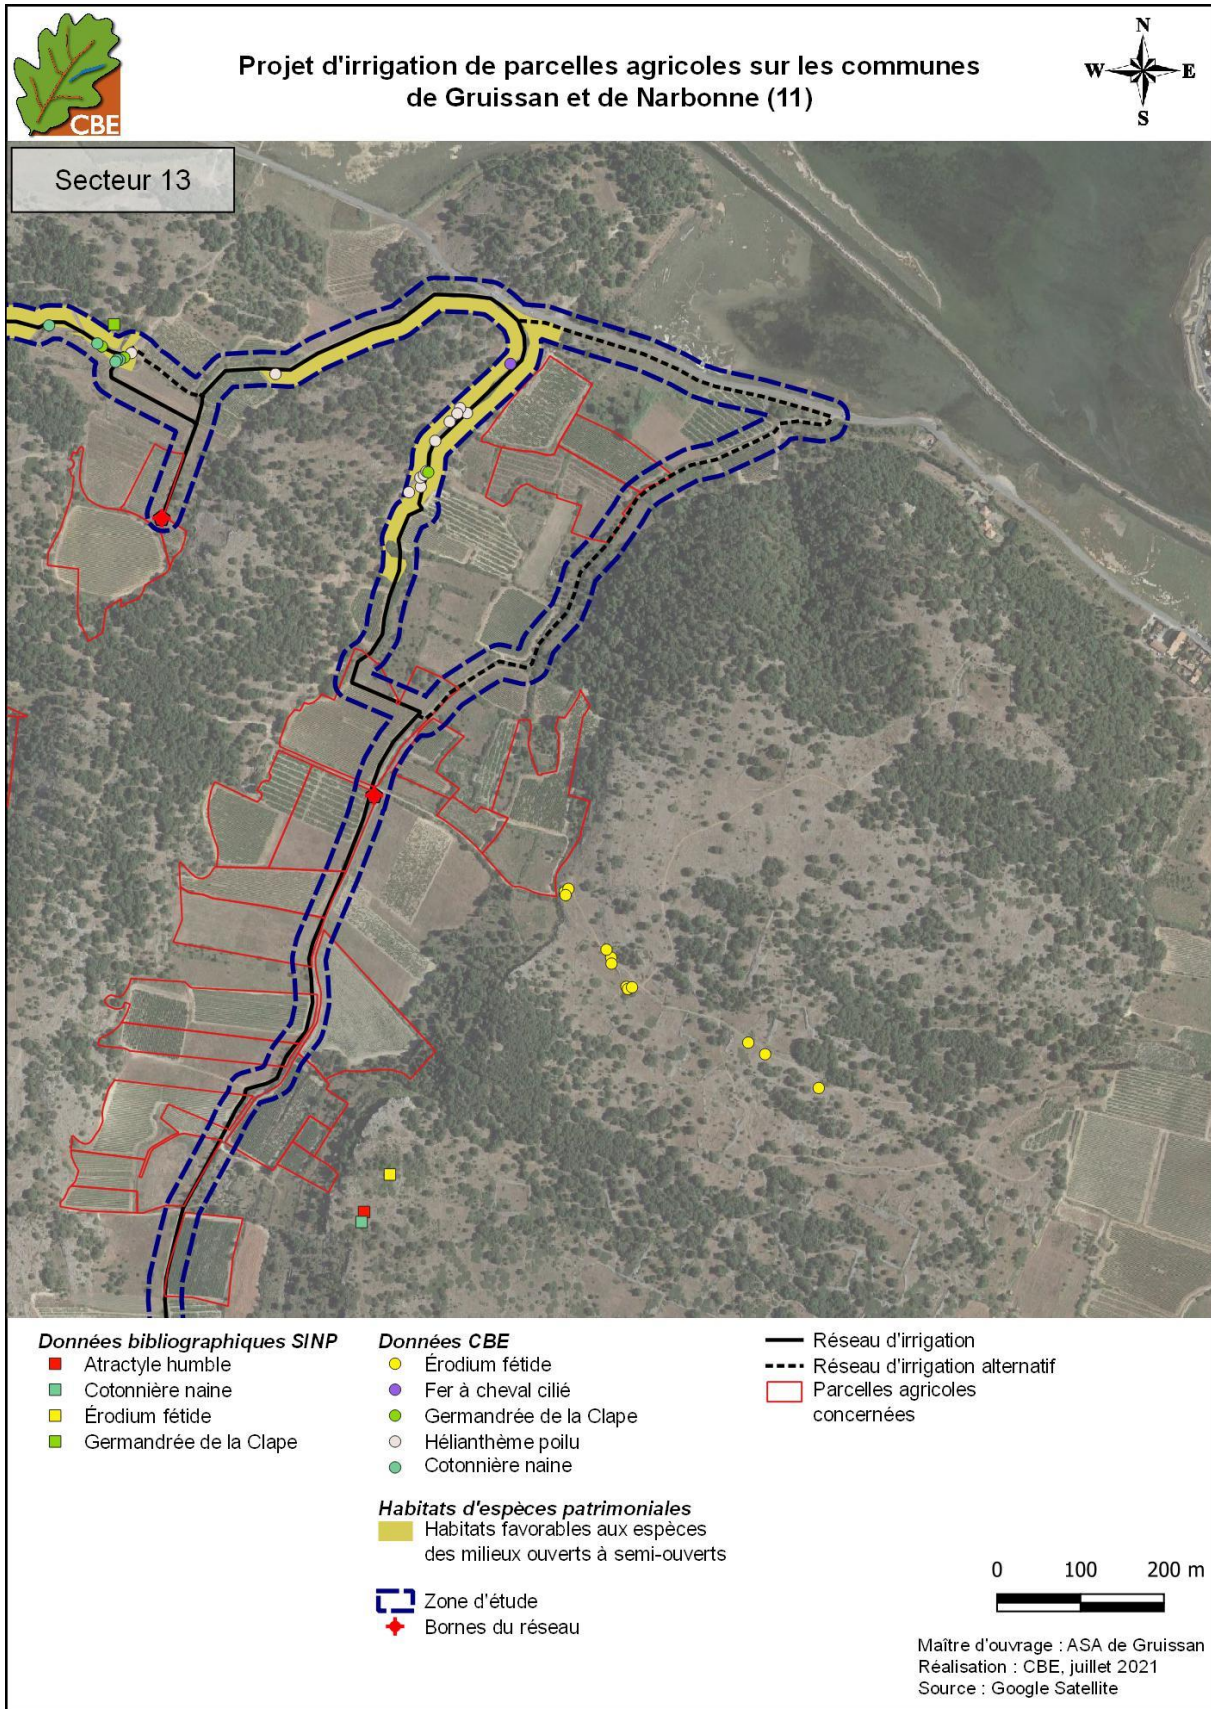 CBE
Projet d'irrigation de parcelles agricoles sur les communes
de Gruissan et de Narbonne (11)
N
W
E
S
Secteur 13
Données bibliographiques SINP
Atractyle humble
Cotonnière naine
Érodium fétide
Germandrée de la Clape
Données CBE
Érodium fétide
Fer à cheval cilié
Germandrée de la Clape
Hélianthème poilu
Cotonnière naine
Habitats d'espèces patrimoniales
Habitats favorables aux espèces
des milieux ouverts à semi-ouverts
Zone d'étude
Bornes du réseau
Réseau d'irrigation
Réseau d'irrigation alternatif
Parcelles agricoles
concernées
0 100 200 m
Maître d'ouvrage : ASA de Gruissan
Réalisation : CBE, juillet 2021
Source : Google Satellite